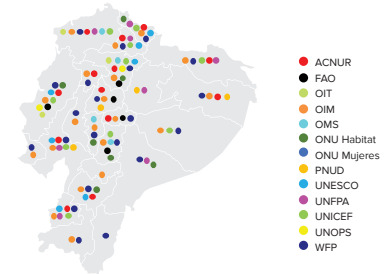 ACNUR
FAO
OIT
OIM
OMS
ONU Habitat
ONU Mujeres
PNUD
UNESCO
UNFPA
UNICEF
UNOPS
WFP